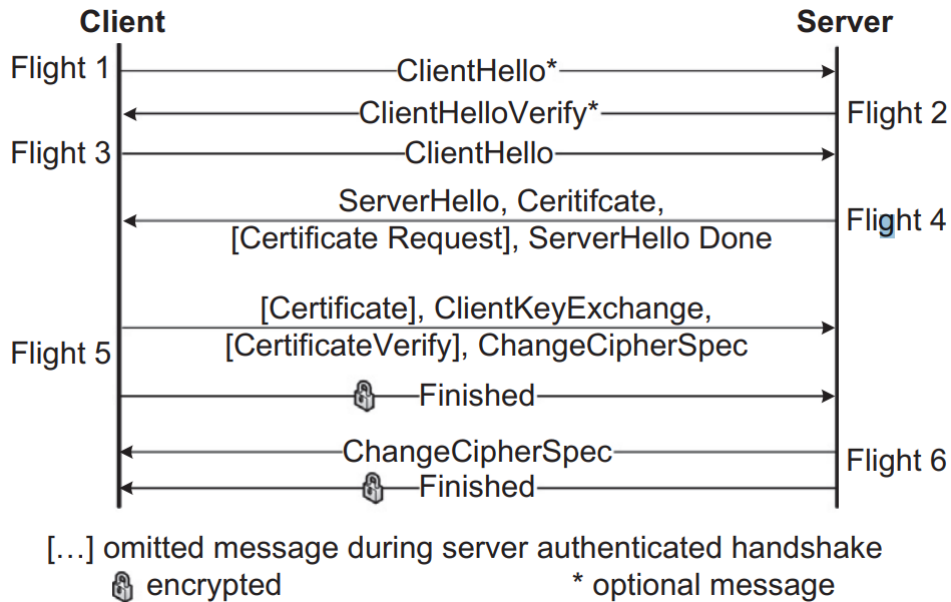 Client Server
Flight 1 ClientHello*
ClientHelloVerify* Flight 2
Flight 3 ClientHello
ServerHello, Ceritifcate,
Flight 4
[Certificate Request], ServerHello Done
[Certificate], ClientKeyExchange,
[CertificateVerify], ChangeCipherSpec
Flight 5
Finished
ChangeCipherSpec
Flight 6
Finished
[...] omitted message during server authenticated handshake
encrypted * optional message